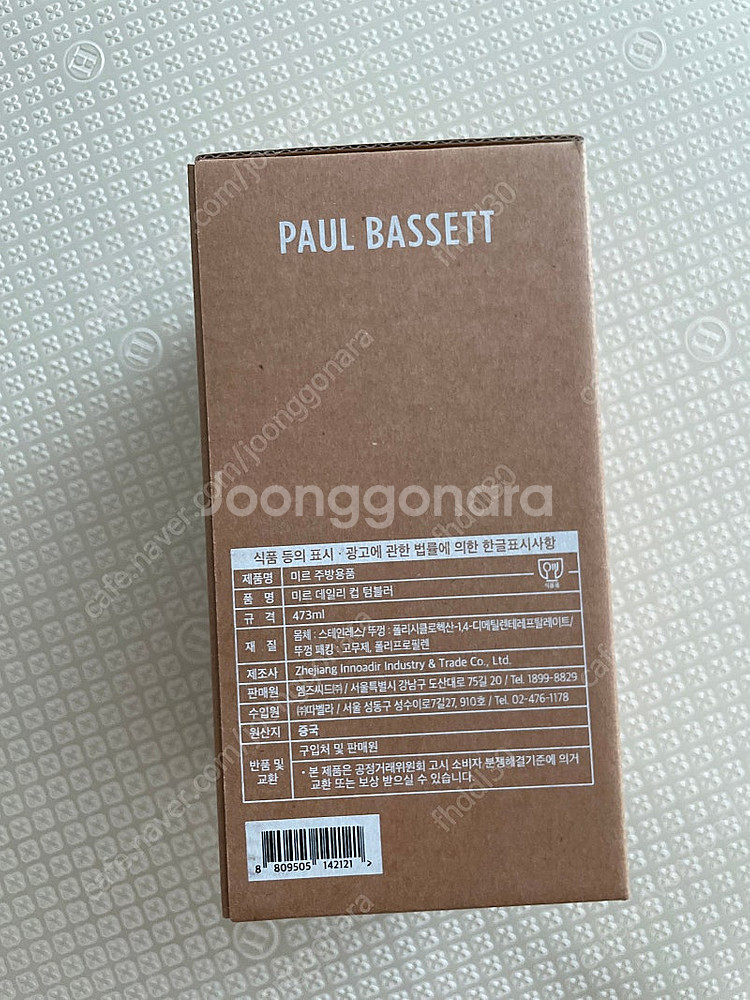 PAUL BASSETT
Joonggonara
식품 등의 표시 · 광고에 관한 법률에 의한 한글표시사항
제품명 미르 주방용품
식품용
품 명 미르 데일리 컵 텀블러
규 격 473ml
재 질 몸체 : 스테인레스/ 뚜껑 : 폴리시클로헥산-1,4-디메틸렌테레프탈레이트/
뚜껑 패킹 : 고무제, 폴리프로필렌
제조사 Zhejiang Innoadir Industry & Trade Co., Ltd.
판매원 엠즈씨드㈜/ 서울특별시 강남구 도산대로 75길 20 / Tel. 1899-8829
수입원 ㈜따벨라/ 서울 성동구 성수이로7길27, 910호 / Tel. 02-476-1178
원산지 중국
반품 및 교환 구입처 및 판매원
· 본 제품은 공정거래위원회 고시 소비자 분쟁해결기준에 의거
교환 또는 보상 받으실 수 있습니다.
8 809505 142121 >
cafe.naver.com/joonggonara
fhddl30